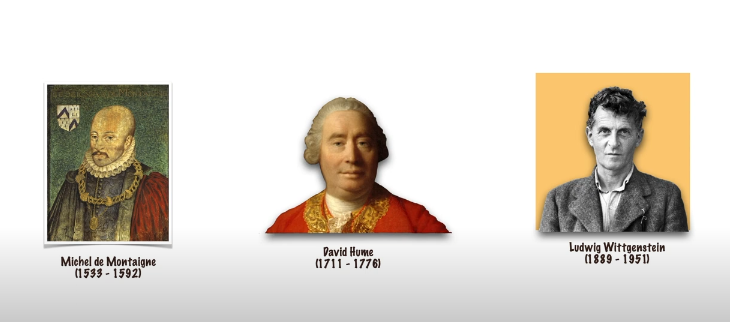 Michel de Montaigne
(1533 - 1592)
David Hume
(1711 - 1776)
Ludwig Wittgenstein
(1889 - 1951)